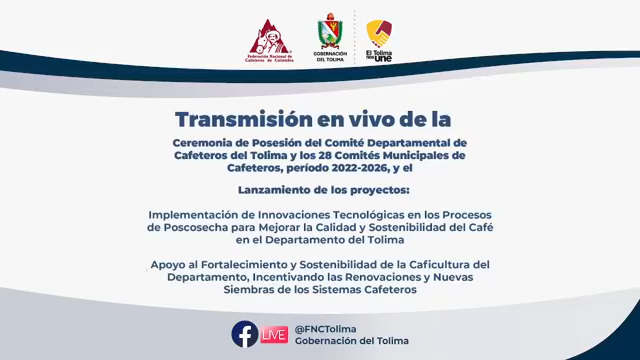 Federación Nacional de
Cafeteros de Colombia
GOBERNACIÓN
DEL TOLIMA
El Tolima
nos une
Transmisión en vivo de la
Ceremonia de Posesión del Comité Departamental de
Cafeteros del Tolima y los 28 Comités Municipales de
Cafeteros, período 2022-2026, y el
Lanzamiento de los proyectos:
Implementación de Innovaciones Tecnológicas en los Procesos
de Poscosecha para Mejorar la Calidad y Sostenibilidad del Café
en el Departamento del Tolima
Apoyo al Fortalecimiento y Sostenibilidad de la Caficultura del
Departamento, Incentivando las Renovaciones y Nuevas
Siembras de los Sistemas Cafeteros
f LIVE @FNCTolima
Gobernación del Tolima